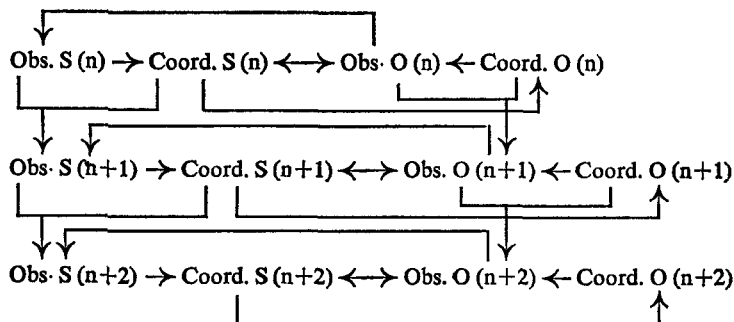 Obs. S (n) → Coord. S (n) ↔ Obs. O (n) ← Coord. O (n)
Obs. S (n+1) → Coord. S (n+1) ↔ Obs. O (n+1) ← Coord. O (n+1)
Obs. S (n+2) → Coord. S (n+2) ↔ Obs. O (n+2) ← Coord. O (n+2)